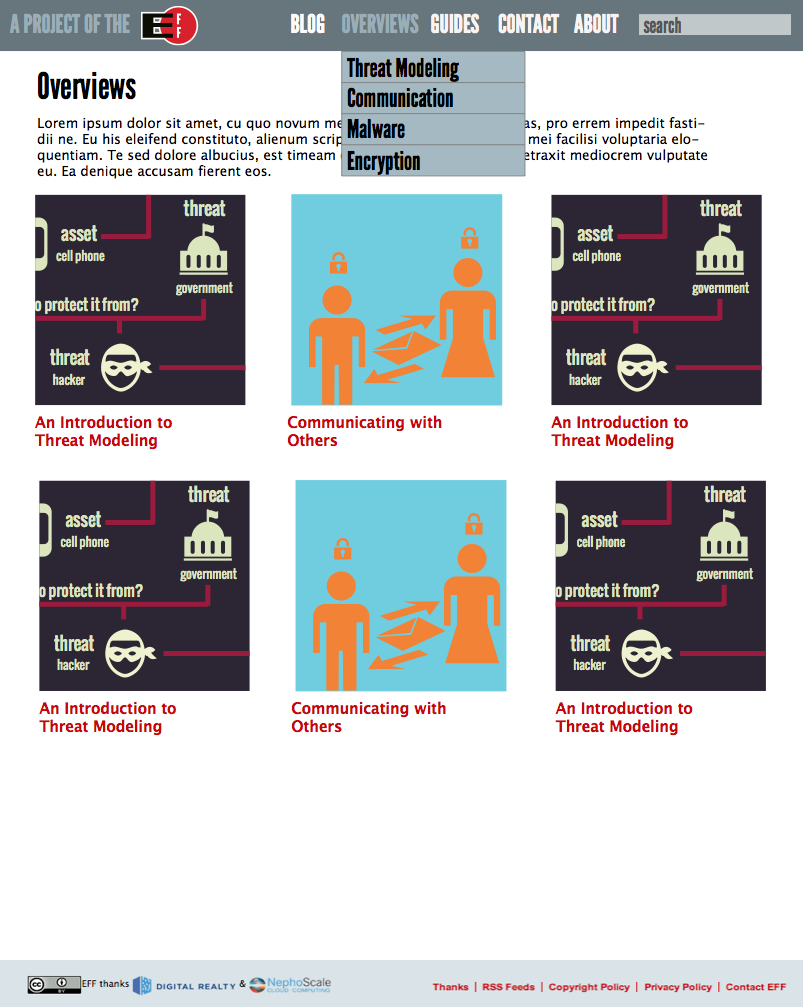 A PROJECT OF THE EFF BLOG OVERVIEWS GUIDES CONTACT ABOUT search
Threat Modeling
Communication
Malware
Encryption
Overviews
Lorem ipsum dolor sit amet, cu quo novum me as, pro errem impedit fasti-
dii ne. Eu his eleifend constituto, alienum scrip mei facilisi voluptaria elo-
quentiam. Te sed dolore albucius, est timeam etraxit mediocrem vulputate
eu. Ea denique accusam fierent eos.
threat
asset
cell phone
government
o protect it from?
threat
hacker
threat
asset
cell phone
government
o protect it from?
threat
hacker
An Introduction to
Threat Modeling
Communicating with
Others
An Introduction to
Threat Modeling
threat
asset
cell phone
government
o protect it from?
threat
hacker
threat
asset
cell phone
government
o protect it from?
threat
hacker
An Introduction to
Threat Modeling
Communicating with
Others
An Introduction to
Threat Modeling
cc BY EFF thanks DIGITAL REALTY & NephoScale
CLOUD COMPUTING
Thanks | RSS Feeds | Copyright Policy | Privacy Policy | Contact EFF